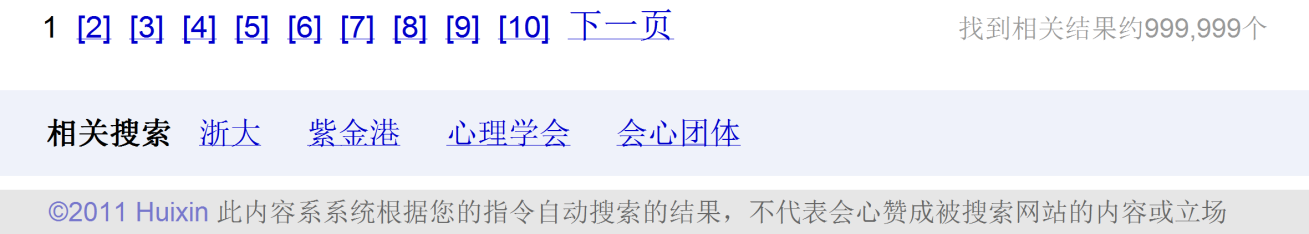 1 [2] [3] [4] [5] [6] [7] [8] [9] [10] 下一页 找到相关结果约999,999个
相关搜索 浙大 紫金港 心理学会 会心团体
©2011 Huixin 此内容系系统根据您的指令自动搜索的结果，不代表会心赞成被搜索网站的内容或立场